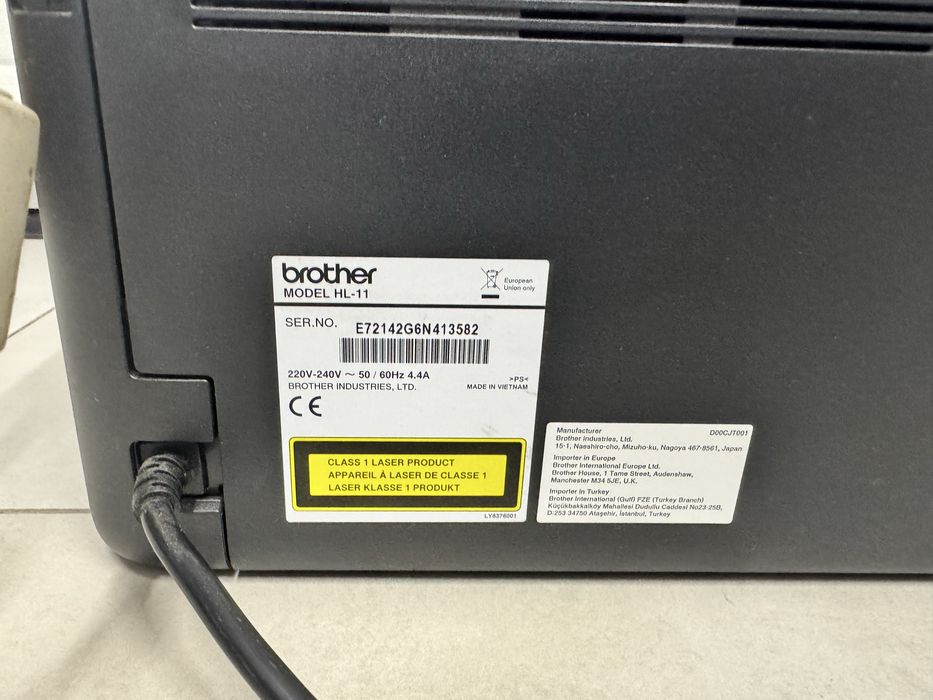 brother
MODEL HL-11
European
Union only
SER.NO. E72142G6N413582
220V-240V ~ 50 / 60Hz 4.4A
BROTHER INDUSTRIES, LTD.
>PS<
MADE IN VIETNAM
CE
CLASS 1 LASER PRODUCT
APPAREIL À LASER DE CLASSE 1
LASER KLASSE 1 PRODUKT
LY8376001
Manufacturer D00CJT001
Brother Industries, Ltd.
15-1, Naeshiro-cho, Mizuho-ku, Nagoya 467-8561, Japan
Importer in Europe
Brother International Europe Ltd.
Brother House, 1 Tame Street, Audenshaw,
Manchester M34 5JE, U.K.
Importer in Turkey
Brother International (Gulf) FZE (Turkey Branch)
Küçükbakkalköy Mahallesi Dudullu Caddesi No23-25B,
D:253 34750 Ataşehir, İstanbul, Turkey